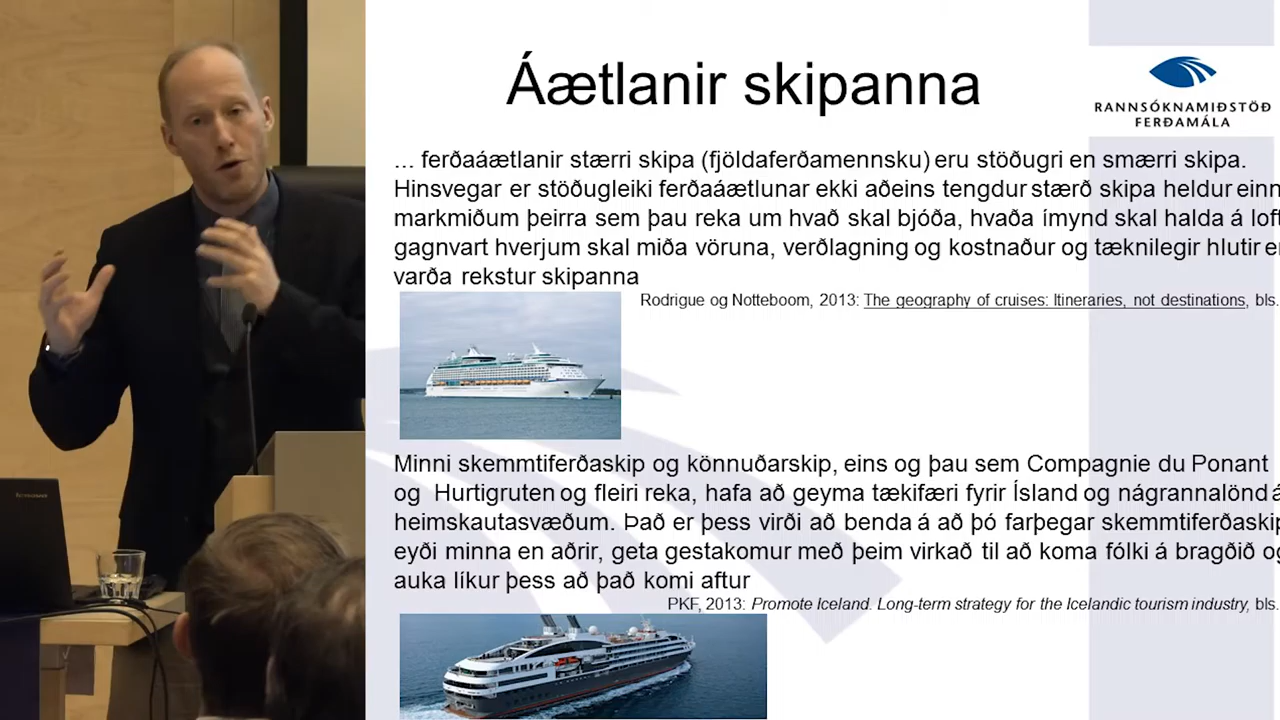 Áætlanir skipanna
RANNSÓKNAMIÐSTÖÐ
FERÐAMÁLA
... ferðaáætlanir stærri skipa (fjöldaferðamennsku) eru stöðugri en smærri skipa.
Hinsvegar er stöðugleiki ferðaáætlunar ekki aðeins tengdur stærð skipa heldur einn
markmiðum þeirra sem þau reka um hvað skal bjóða, hvaða ímynd skal halda á loft
gagnvart hverjum skal miða vöruna, verðlagning og kostnaður og tæknilegir hlutir
varða rekstur skipanna
Rodrigue og Notteboom, 2013: The geography of cruises: Itineraries, not destinations, bls.
Minni skemmtiferðaskip og könnuðarskip, eins og þau sem Compagnie du Ponant
og Hurtigruten og fleiri reka, hafa að geyma tækifæri fyrir Ísland og nágrannalönd á
heimskautasvæðum. Það er þess virði að benda á að þó farþegar skemmtiferðaskip
eyði minna en aðrir, geta gestakomur með þeim virkað til að koma fólki á bragðið og
auka líkur þess að það komi aftur
PKF, 2013: Promote Iceland. Long-term strategy for the Icelandic tourism industry, bls.